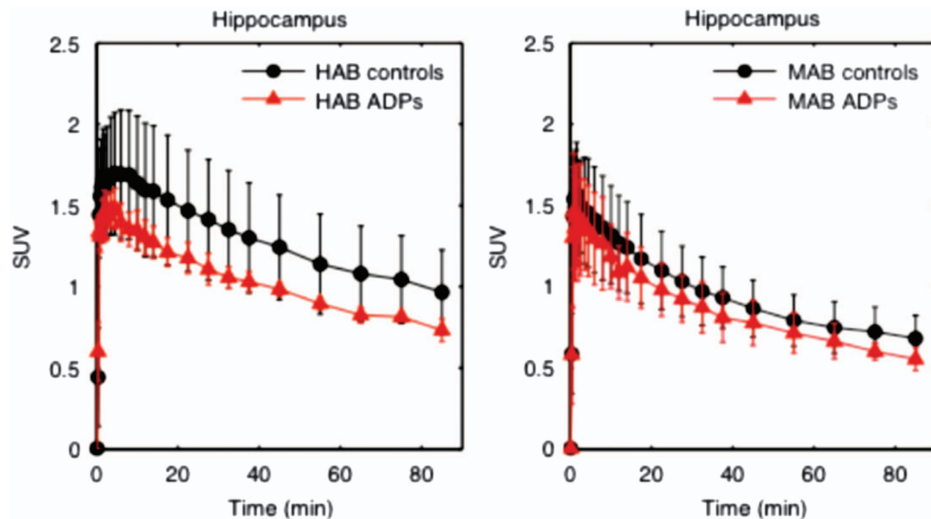 Hippocampus
2.5
2
1.5
1
0.5
0
SUV
HAB controls
HAB ADPs
0
20
40
60
80
Time (min)
Hippocampus
2.5
2
1.5
1
0.5
0
SUV
MAB controls
MAB ADPs
0
20
40
60
80
Time (min)